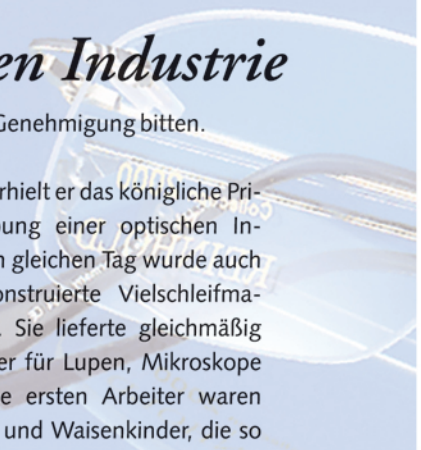 en Industrie
Genehmigung bitten.
rhielt er das königliche Pri-
ung einer optischen In-
n gleichen Tag wurde auch
onstruierte Vielschleifma-
. Sie lieferte gleichmäßig
er für Lupen, Mikroskope
e ersten Arbeiter waren
und Waisenkinder, die so